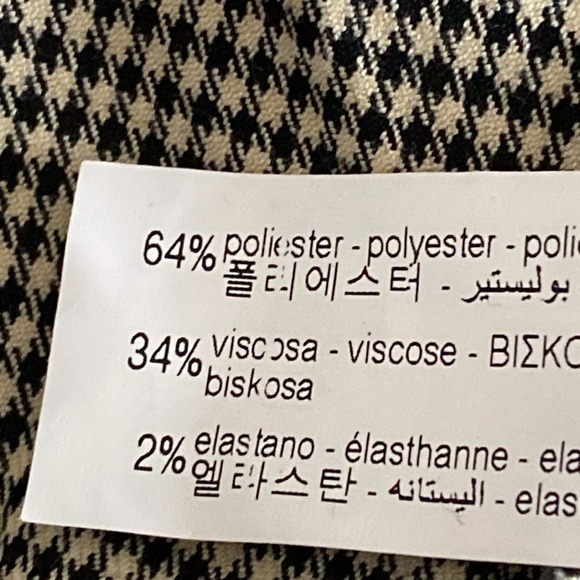 64% poliester - polyester - polie
폴리에스터 - بوليستير
34% viscosa - viscose - ΒΙΣΚΟ
biskosa
2% elastano - élasthanne - ela
엘라스탄 - اليستانه - elas